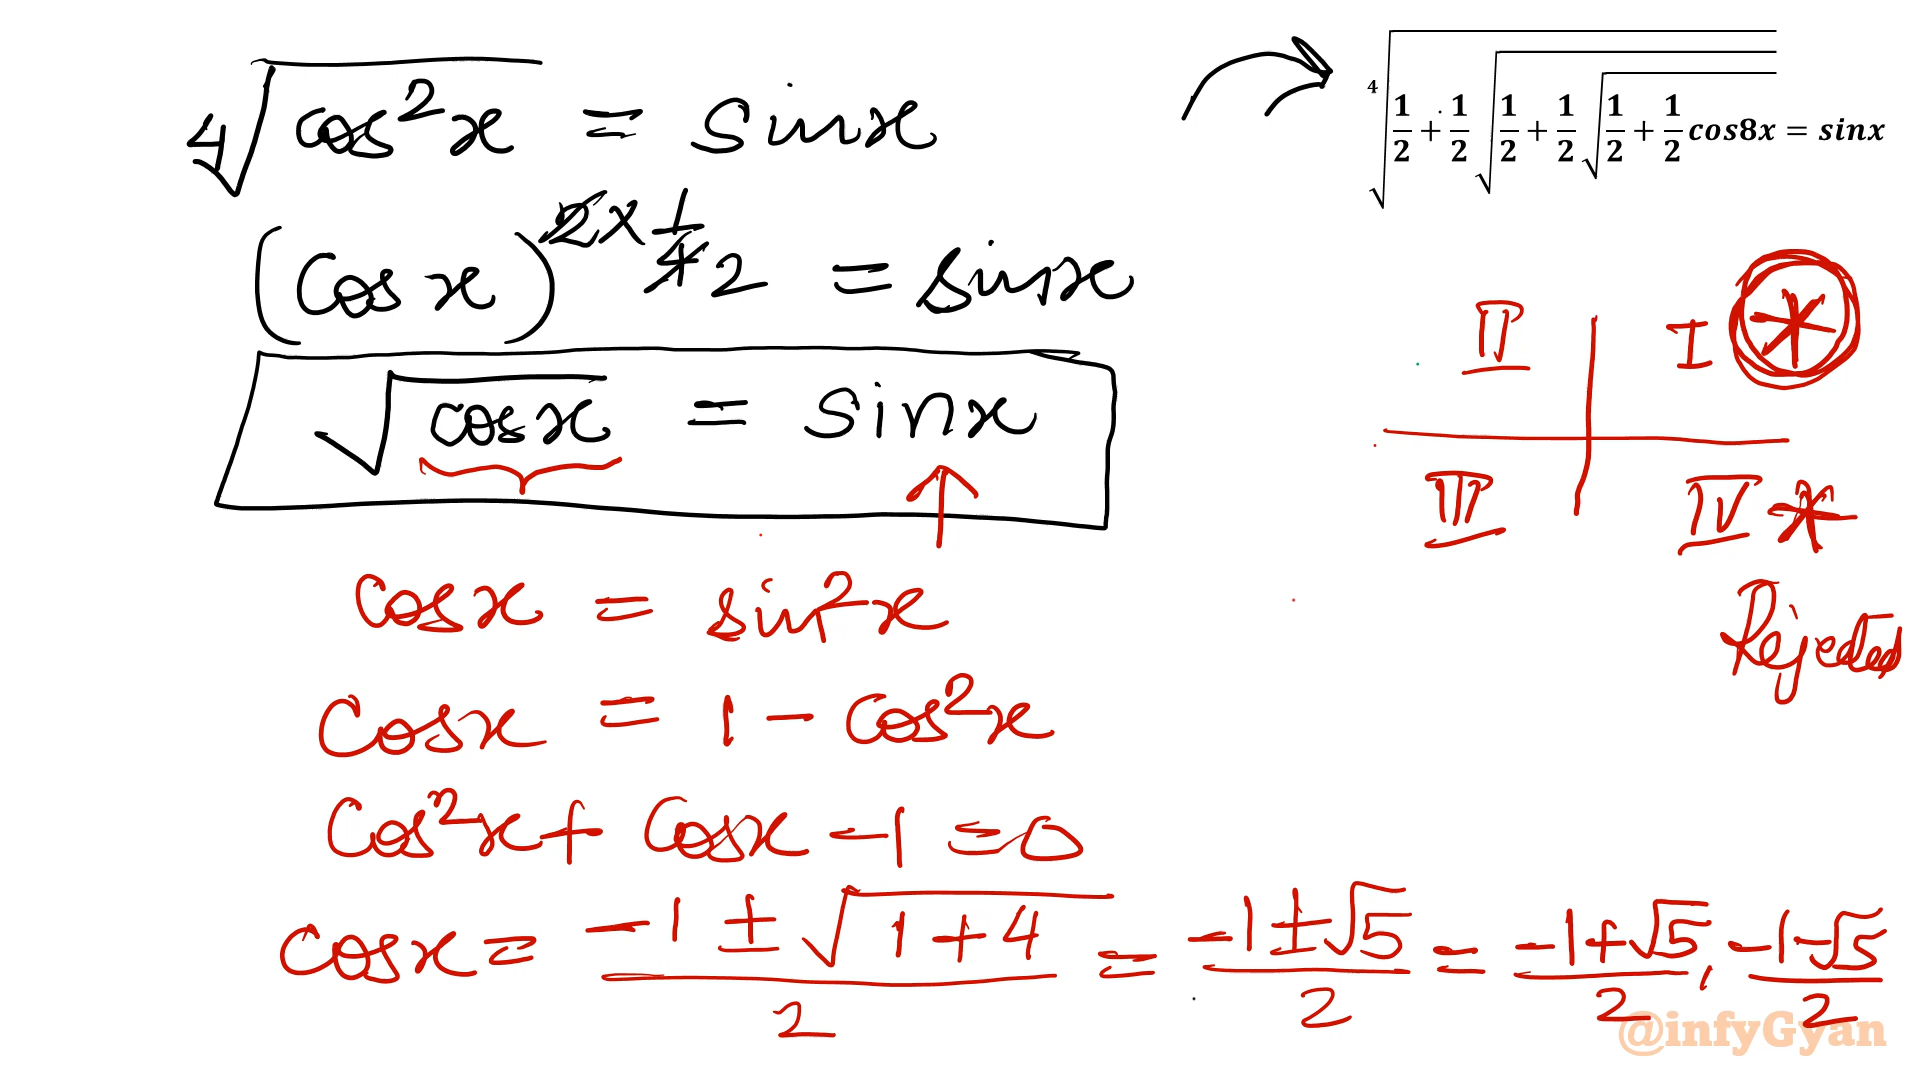 ∜(cos²x) = sinx
⁴√(1/2 + 1/2 √(1/2 + 1/2 √(1/2 + 1/2 cos8x))) = sinx
(cos x)^(2 × 1/4 2) = sinx
√(cosx) = sinx
II I *
III IV *
Rejected
cosx = sin²x
cosx = 1 - cos²x
cos²x + cosx - 1 = 0
cosx = (-1 ± √(1+4))/2 = (-1 ± √5)/2 = (-1+√5)/2 , (-1-√5)/2
@infyGyan